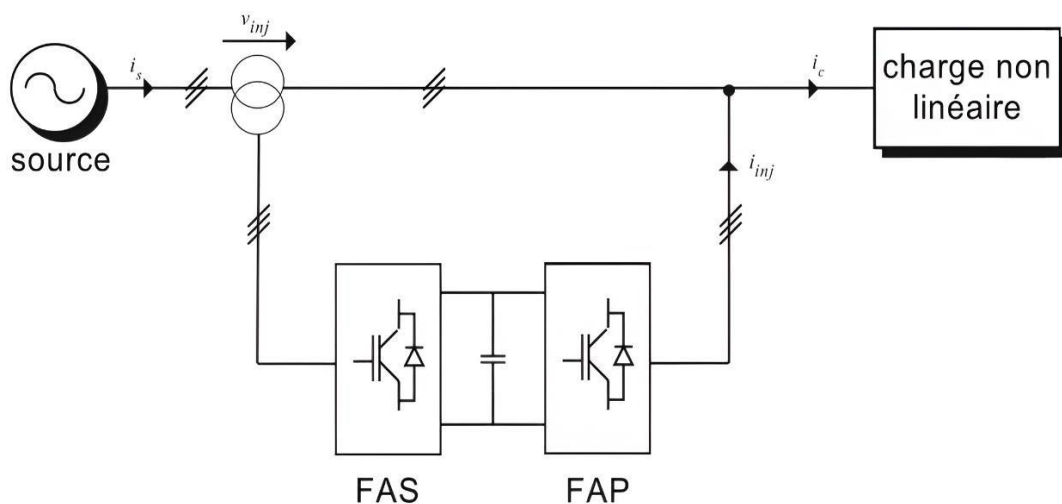 v_inj
i_s
i_c
charge non
linéaire
source
i_inj
FAS
FAP